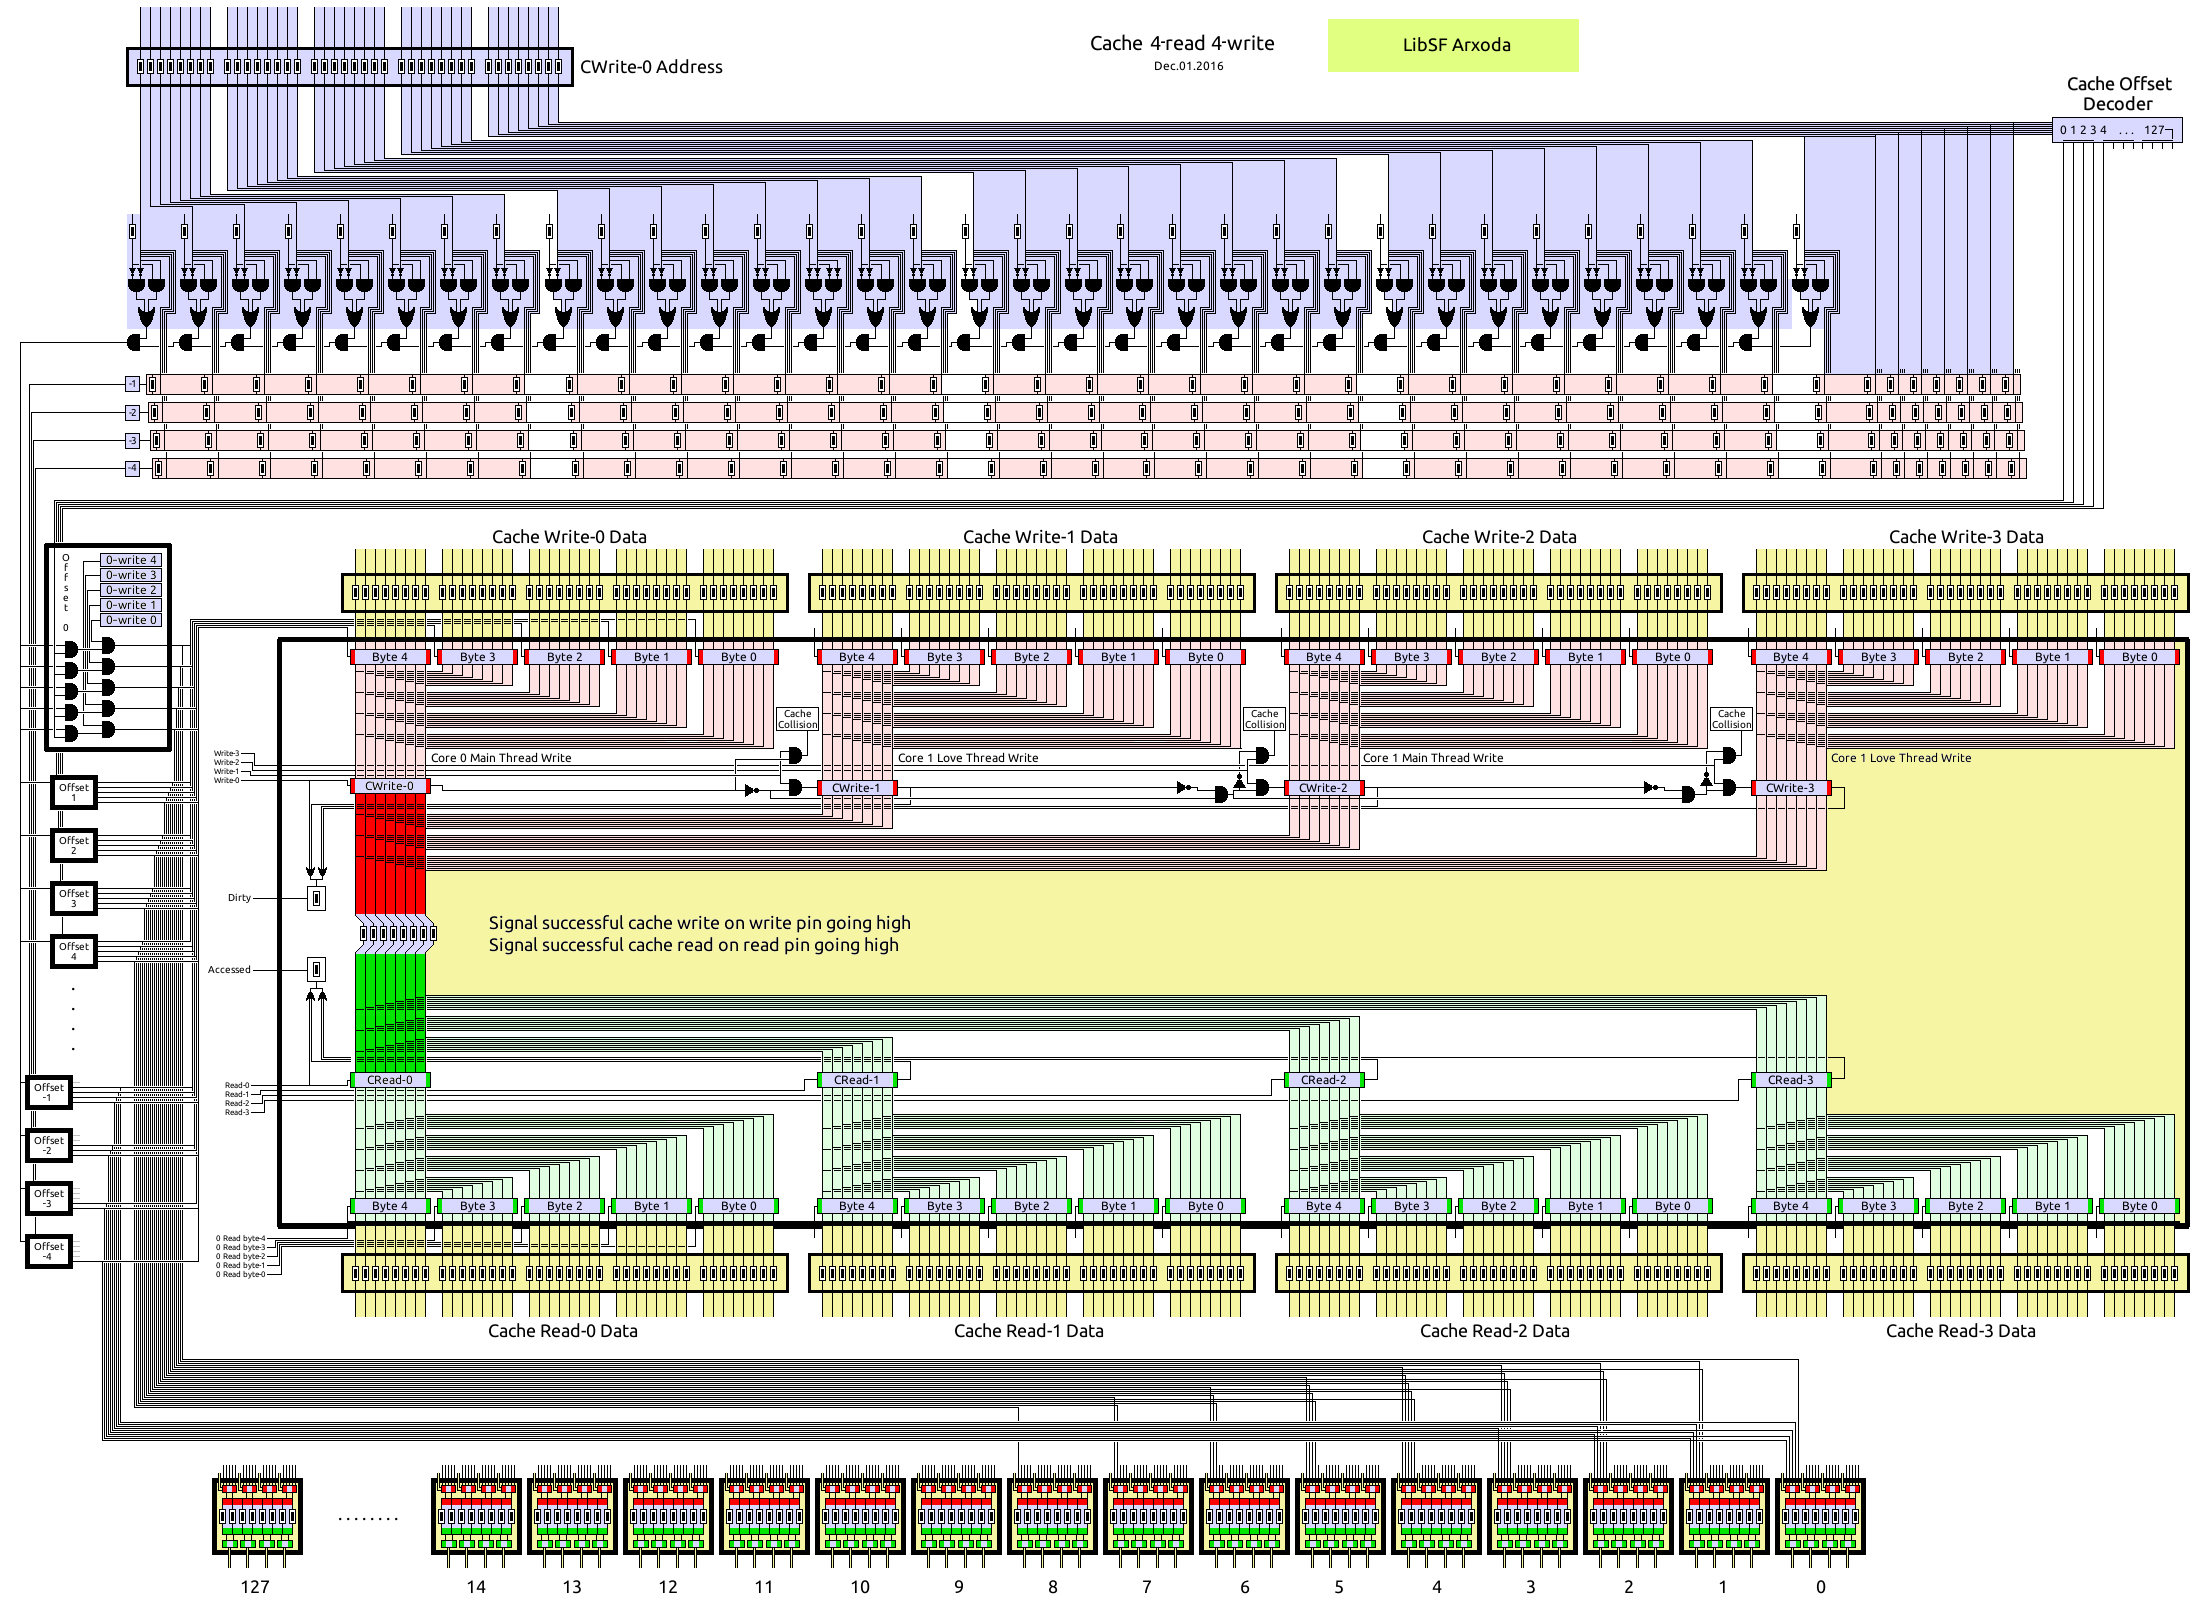 Cache 4-read 4-write
Dec.01.2016
LibSF Arxoda
CWrite-0 Address
Cache Offset
Decoder
0 1 2 3 4 ... 127
-1
-2
-3
-4
Cache Write-0 Data
Cache Write-1 Data
Cache Write-2 Data
Cache Write-3 Data
Offset
0
0-write 4
0-write 3
0-write 2
0-write 1
0-write 0
Byte 4 Byte 3 Byte 2 Byte 1 Byte 0
Byte 4 Byte 3 Byte 2 Byte 1 Byte 0
Byte 4 Byte 3 Byte 2 Byte 1 Byte 0
Byte 4 Byte 3 Byte 2 Byte 1 Byte 0
Cache
Collision
Cache
Collision
Cache
Collision
Write-3
Write-2
Write-1
Write-0
Core 0 Main Thread Write
Core 1 Love Thread Write
Core 1 Main Thread Write
Core 1 Love Thread Write
CWrite-0
CWrite-1
CWrite-2
CWrite-3
Offset
1
Offset
2
Offset
3
Offset
4
.
.
.
.
Offset
-1
Offset
-2
Offset
-3
Offset
-4
Dirty
Signal successful cache write on write pin going high
Signal successful cache read on read pin going high
Accessed
Read-0
Read-1
Read-2
Read-3
CRead-0
CRead-1
CRead-2
CRead-3
Byte 4 Byte 3 Byte 2 Byte 1 Byte 0
Byte 4 Byte 3 Byte 2 Byte 1 Byte 0
Byte 4 Byte 3 Byte 2 Byte 1 Byte 0
Byte 4 Byte 3 Byte 2 Byte 1 Byte 0
0 Read byte-4
0 Read byte-3
0 Read byte-2
0 Read byte-1
0 Read byte-0
Cache Read-0 Data
Cache Read-1 Data
Cache Read-2 Data
Cache Read-3 Data
........
127 14 13 12 11 10 9 8 7 6 5 4 3 2 1 0